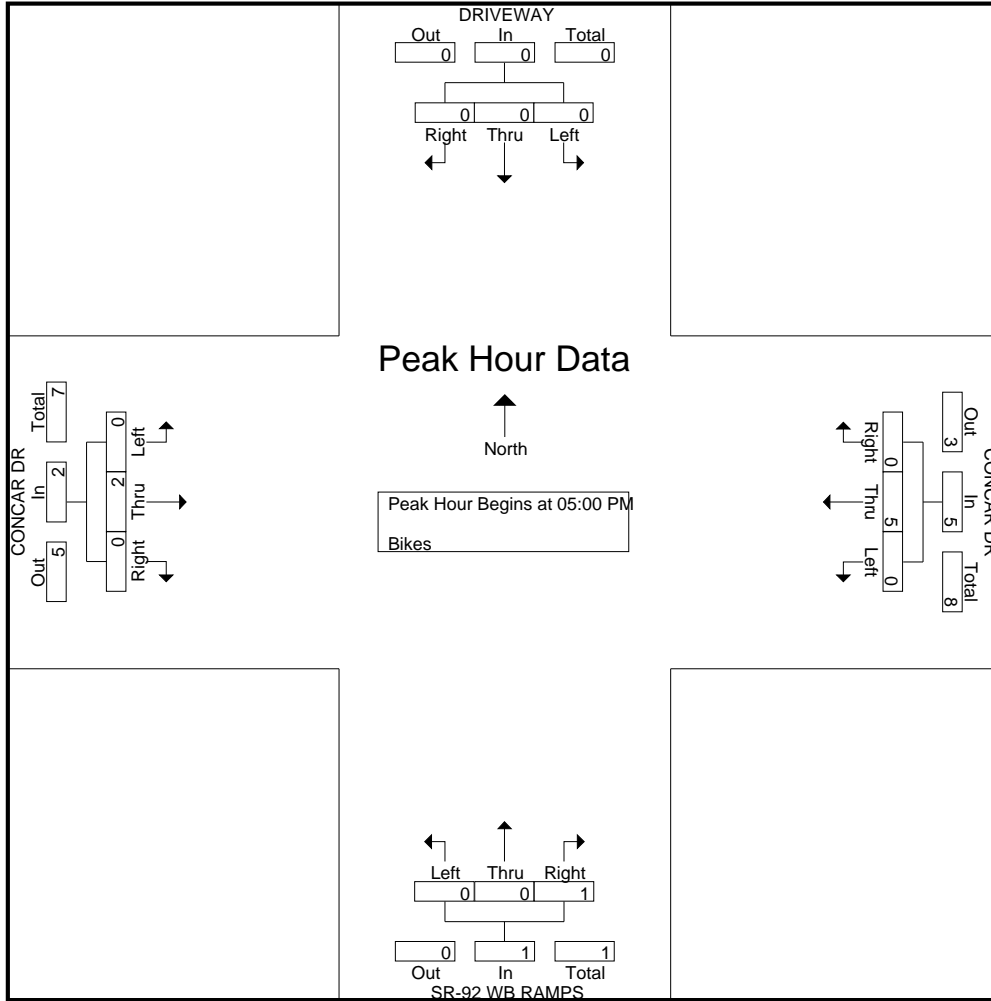 DRIVEWAY
Out In Total
0 0 0
0 0 0
Right Thru Left
Peak Hour Data
North
Peak Hour Begins at 05:00 PM
Bikes
CONCAR DR
Out In Total
5 2 7
Left Thru Right
0 2 0
CONCAR DR
Out In Total
3 5 8
Right Thru Left
0 5 0
Left Thru Right
0 0 1
0 1 1
Out In Total
SR-92 WB RAMPS